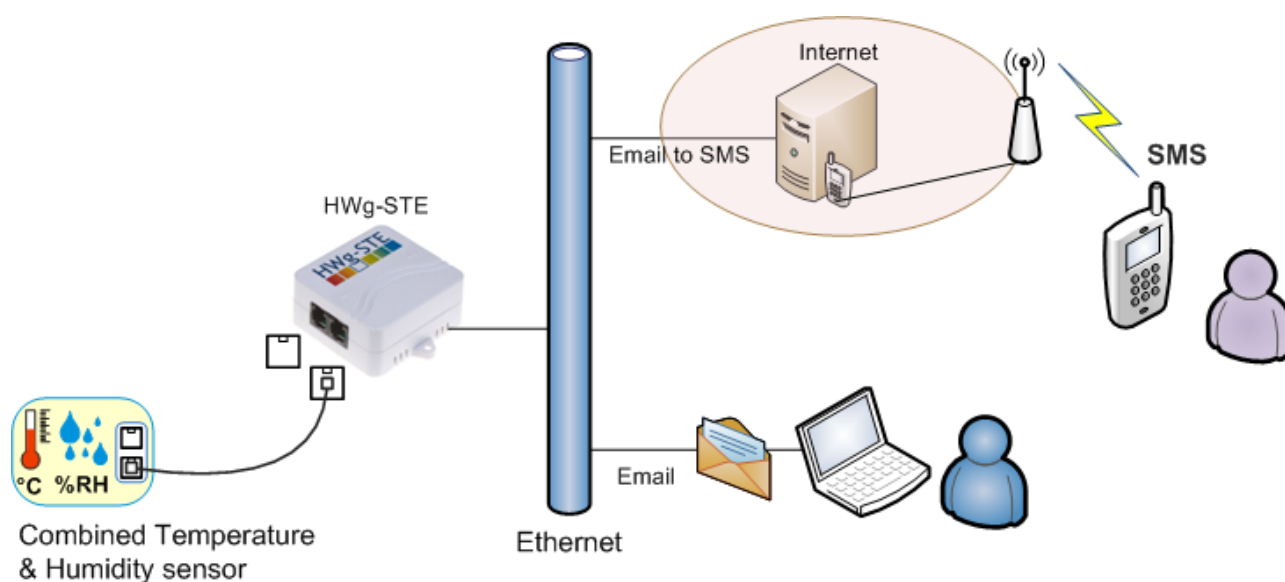 Internet
Email to SMS
SMS
HWg-STE
HWg-STE
°C %RH
Combined Temperature
& Humidity sensor
Ethernet
Email